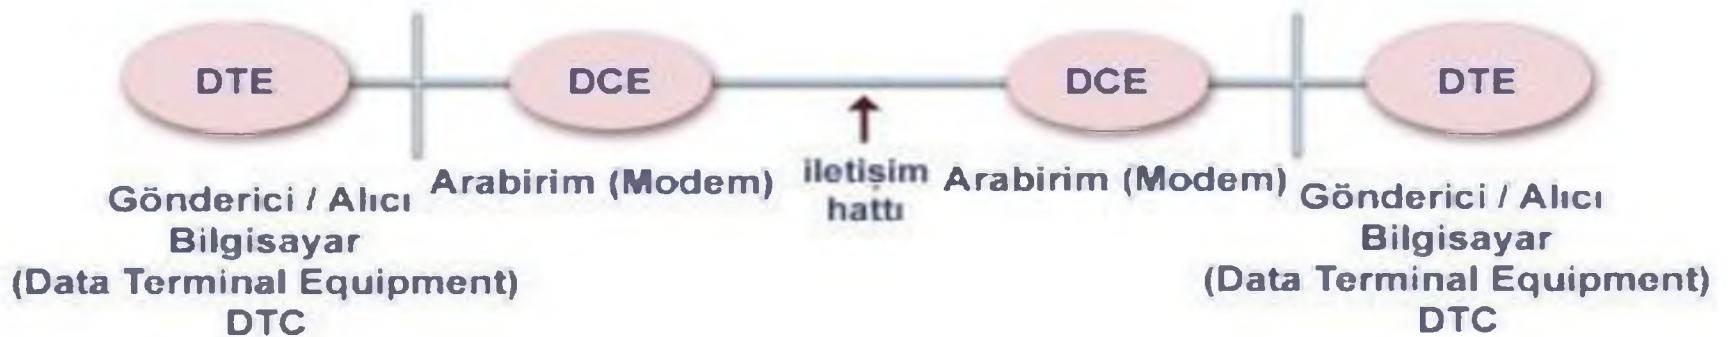 DTE
DCE
DCE
DTE
Gönderici / Alıcı
Bilgisayar
(Data Terminal Equipment)
DTC
Arabirim (Modem)
iletişim
hattı
Arabirim (Modem)
Gönderici / Alıcı
Bilgisayar
(Data Terminal Equipment)
DTC